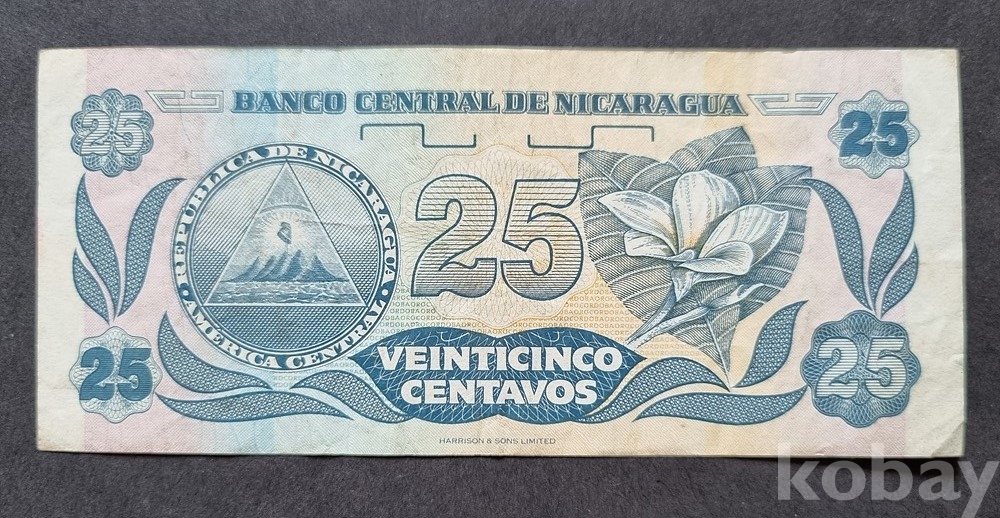 BANCO CENTRAL DE NICARAGUA
25
25
REPUBLICA DE NICARAGUA
AMERICA CENTRAL
25
25
25
VEINTICINCO
CENTAVOS
HARRISON & SONS LIMITED
kobay